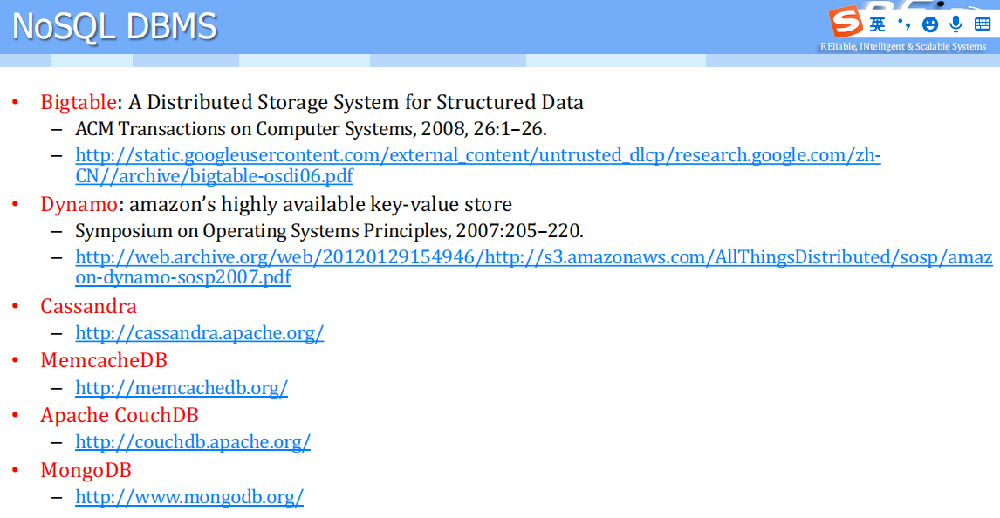 NoSQL DBMS
英
REliable, INtelligent & Scalable Systems
• Bigtable: A Distributed Storage System for Structured Data
– ACM Transactions on Computer Systems, 2008, 26:1–26.
– http://static.googleusercontent.com/external_content/untrusted_dlcp/research.google.com/zh-
CN//archive/bigtable-osdi06.pdf
• Dynamo: amazon’s highly available key-value store
– Symposium on Operating Systems Principles, 2007:205–220.
– http://web.archive.org/web/20120129154946/http://s3.amazonaws.com/AllThingsDistributed/sosp/amaz
on-dynamo-sosp2007.pdf
• Cassandra
– http://cassandra.apache.org/
• MemcacheDB
– http://memcachedb.org/
• Apache CouchDB
– http://couchdb.apache.org/
• MongoDB
– http://www.mongodb.org/